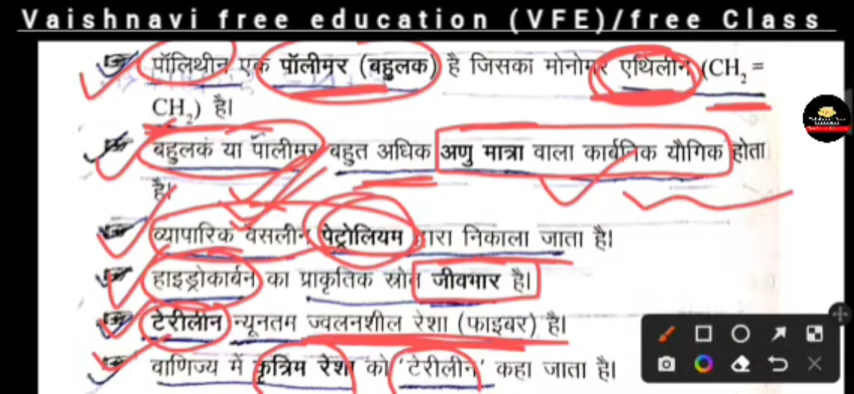 Vaishnavi free education (VFE)/free Class
पॉलिथीन एक पॉलीमर (बहुलक) है जिसका मोनोमर एथिलीन (CH₂ =
CH₂) है।
बहुलक या पॉलीमर बहुत अधिक अणु मात्रा वाला कार्बनिक यौगिक होता
है।
व्यापारिक वेसलीन पेट्रोलियम द्वारा निकाला जाता है।
हाइड्रोकार्बन का प्राकृतिक स्रोत जीवभार है।
टेरीलीन न्यूनतम ज्वलनशील रेशा (फाइबर) है।
वाणिज्य में कृत्रिम रेशा को 'टेरीलीन' कहा जाता है।